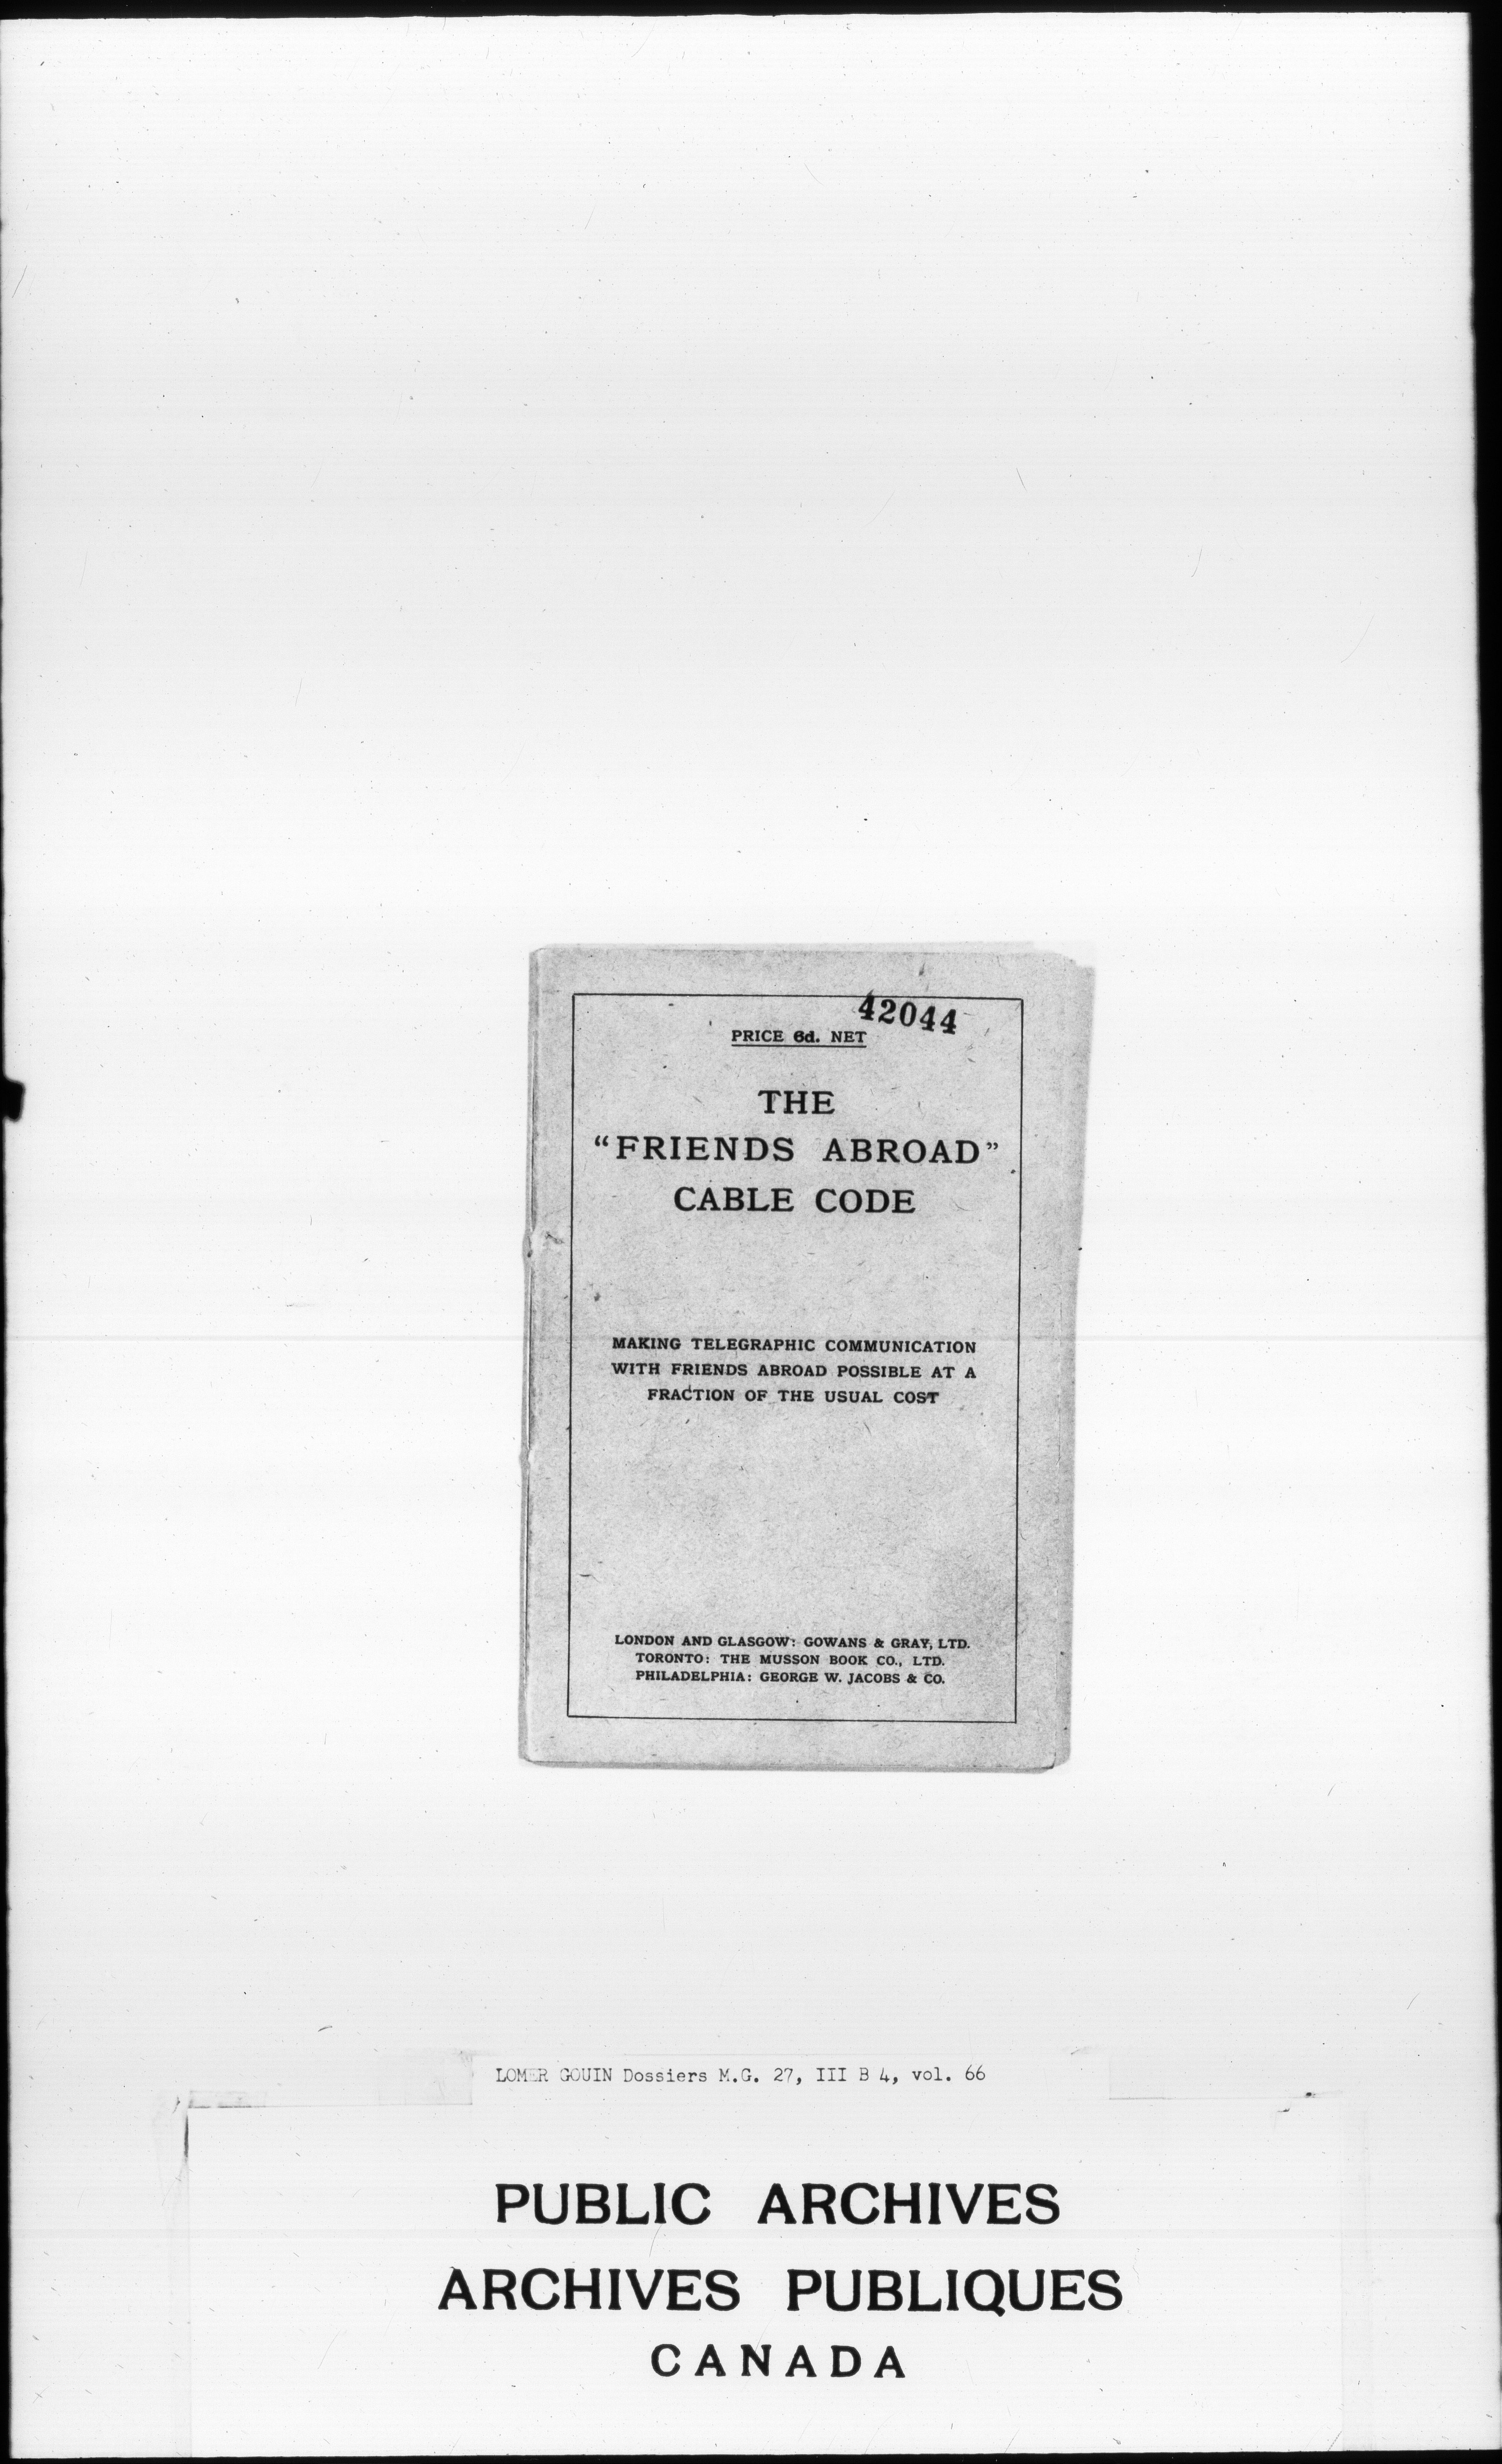 42044
PRICE 6d. NET
THE
“FRIENDS ABROAD”
CABLE CODE
MAKING TELEGRAPHIC COMMUNICATION
WITH FRIENDS ABROAD POSSIBLE AT A
FRACTION OF THE USUAL COST
LONDON AND GLASGOW: GOWANS & GRAY, LTD.
TORONTO: THE MUSSON BOOK CO., LTD.
PHILADELPHIA: GEORGE W. JACOBS & CO.
LOMER GOUIN Dossiers M.G. 27, III B 4, vol. 66
PUBLIC ARCHIVES
ARCHIVES PUBLIQUES
CANADA